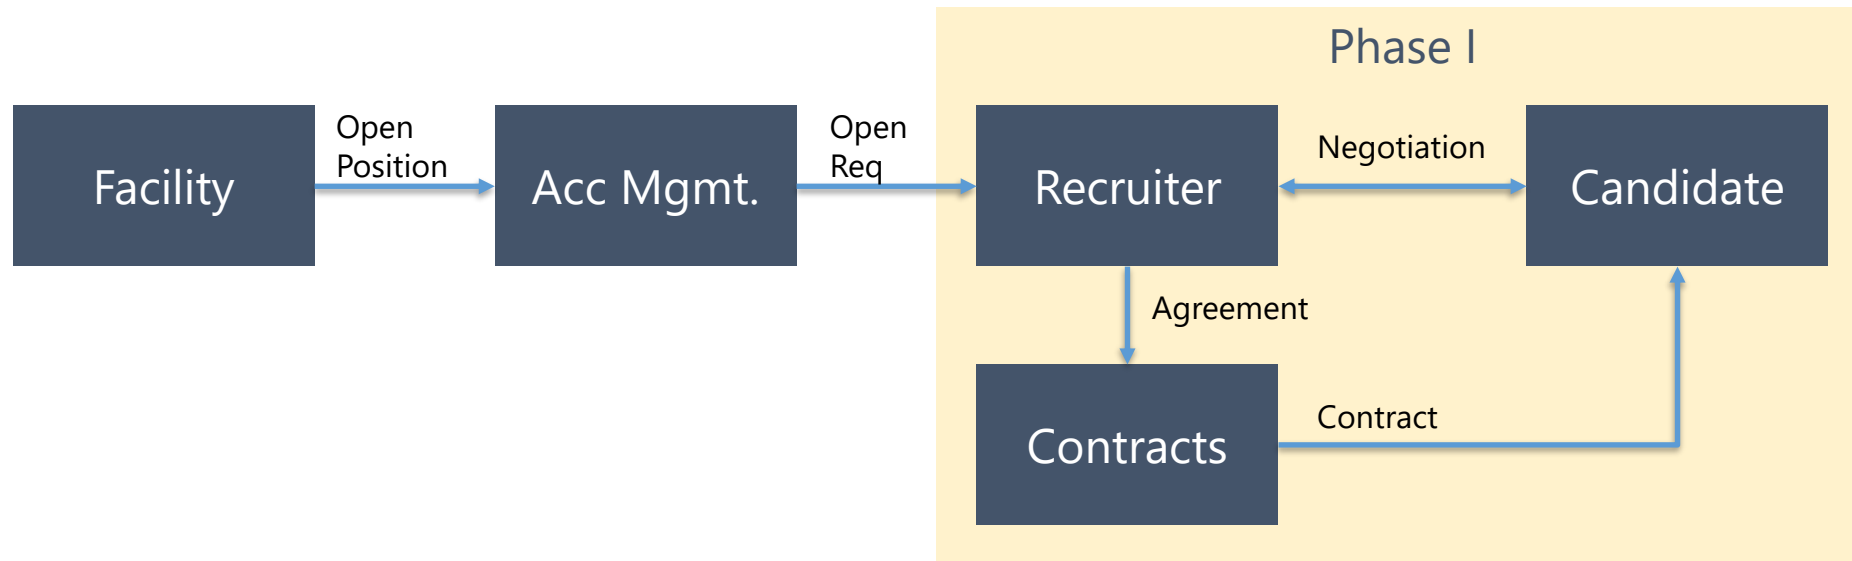 Phase I
Facility
Open
Position
Acc Mgmt.
Open
Req
Recruiter
Negotiation
Candidate
Agreement
Contracts
Contract